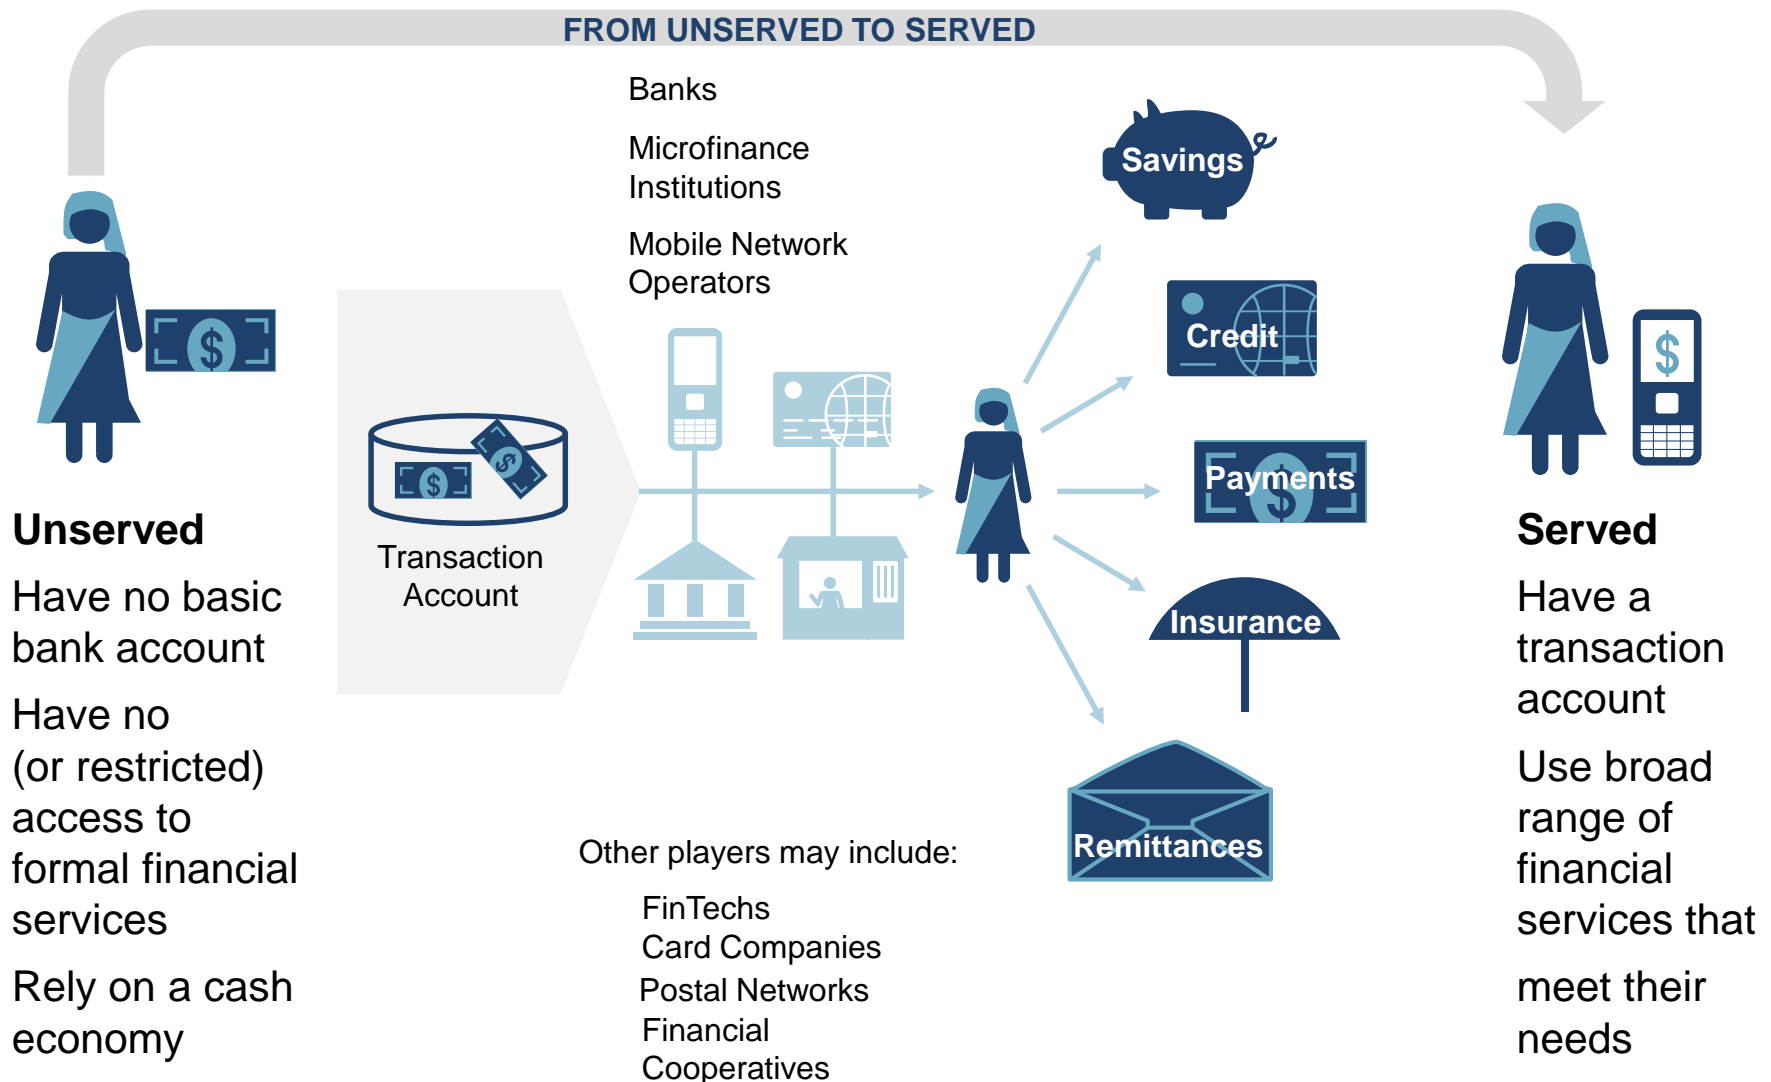 FROM UNSERVED TO SERVED
Unserved
Have no basic
bank account
Have no
(or restricted)
access to
formal financial
services
Rely on a cash
economy
$
$
$
Transaction
Account
Banks
Microfinance
Institutions
Mobile Network
Operators
Other players may include:
FinTechs
Card Companies
Postal Networks
Financial
Cooperatives
Savings
Credit
Payments
$
Insurance
Remittances
$
Served
Have a
transaction
account
Use broad
range of
financial
services that
meet their
needs